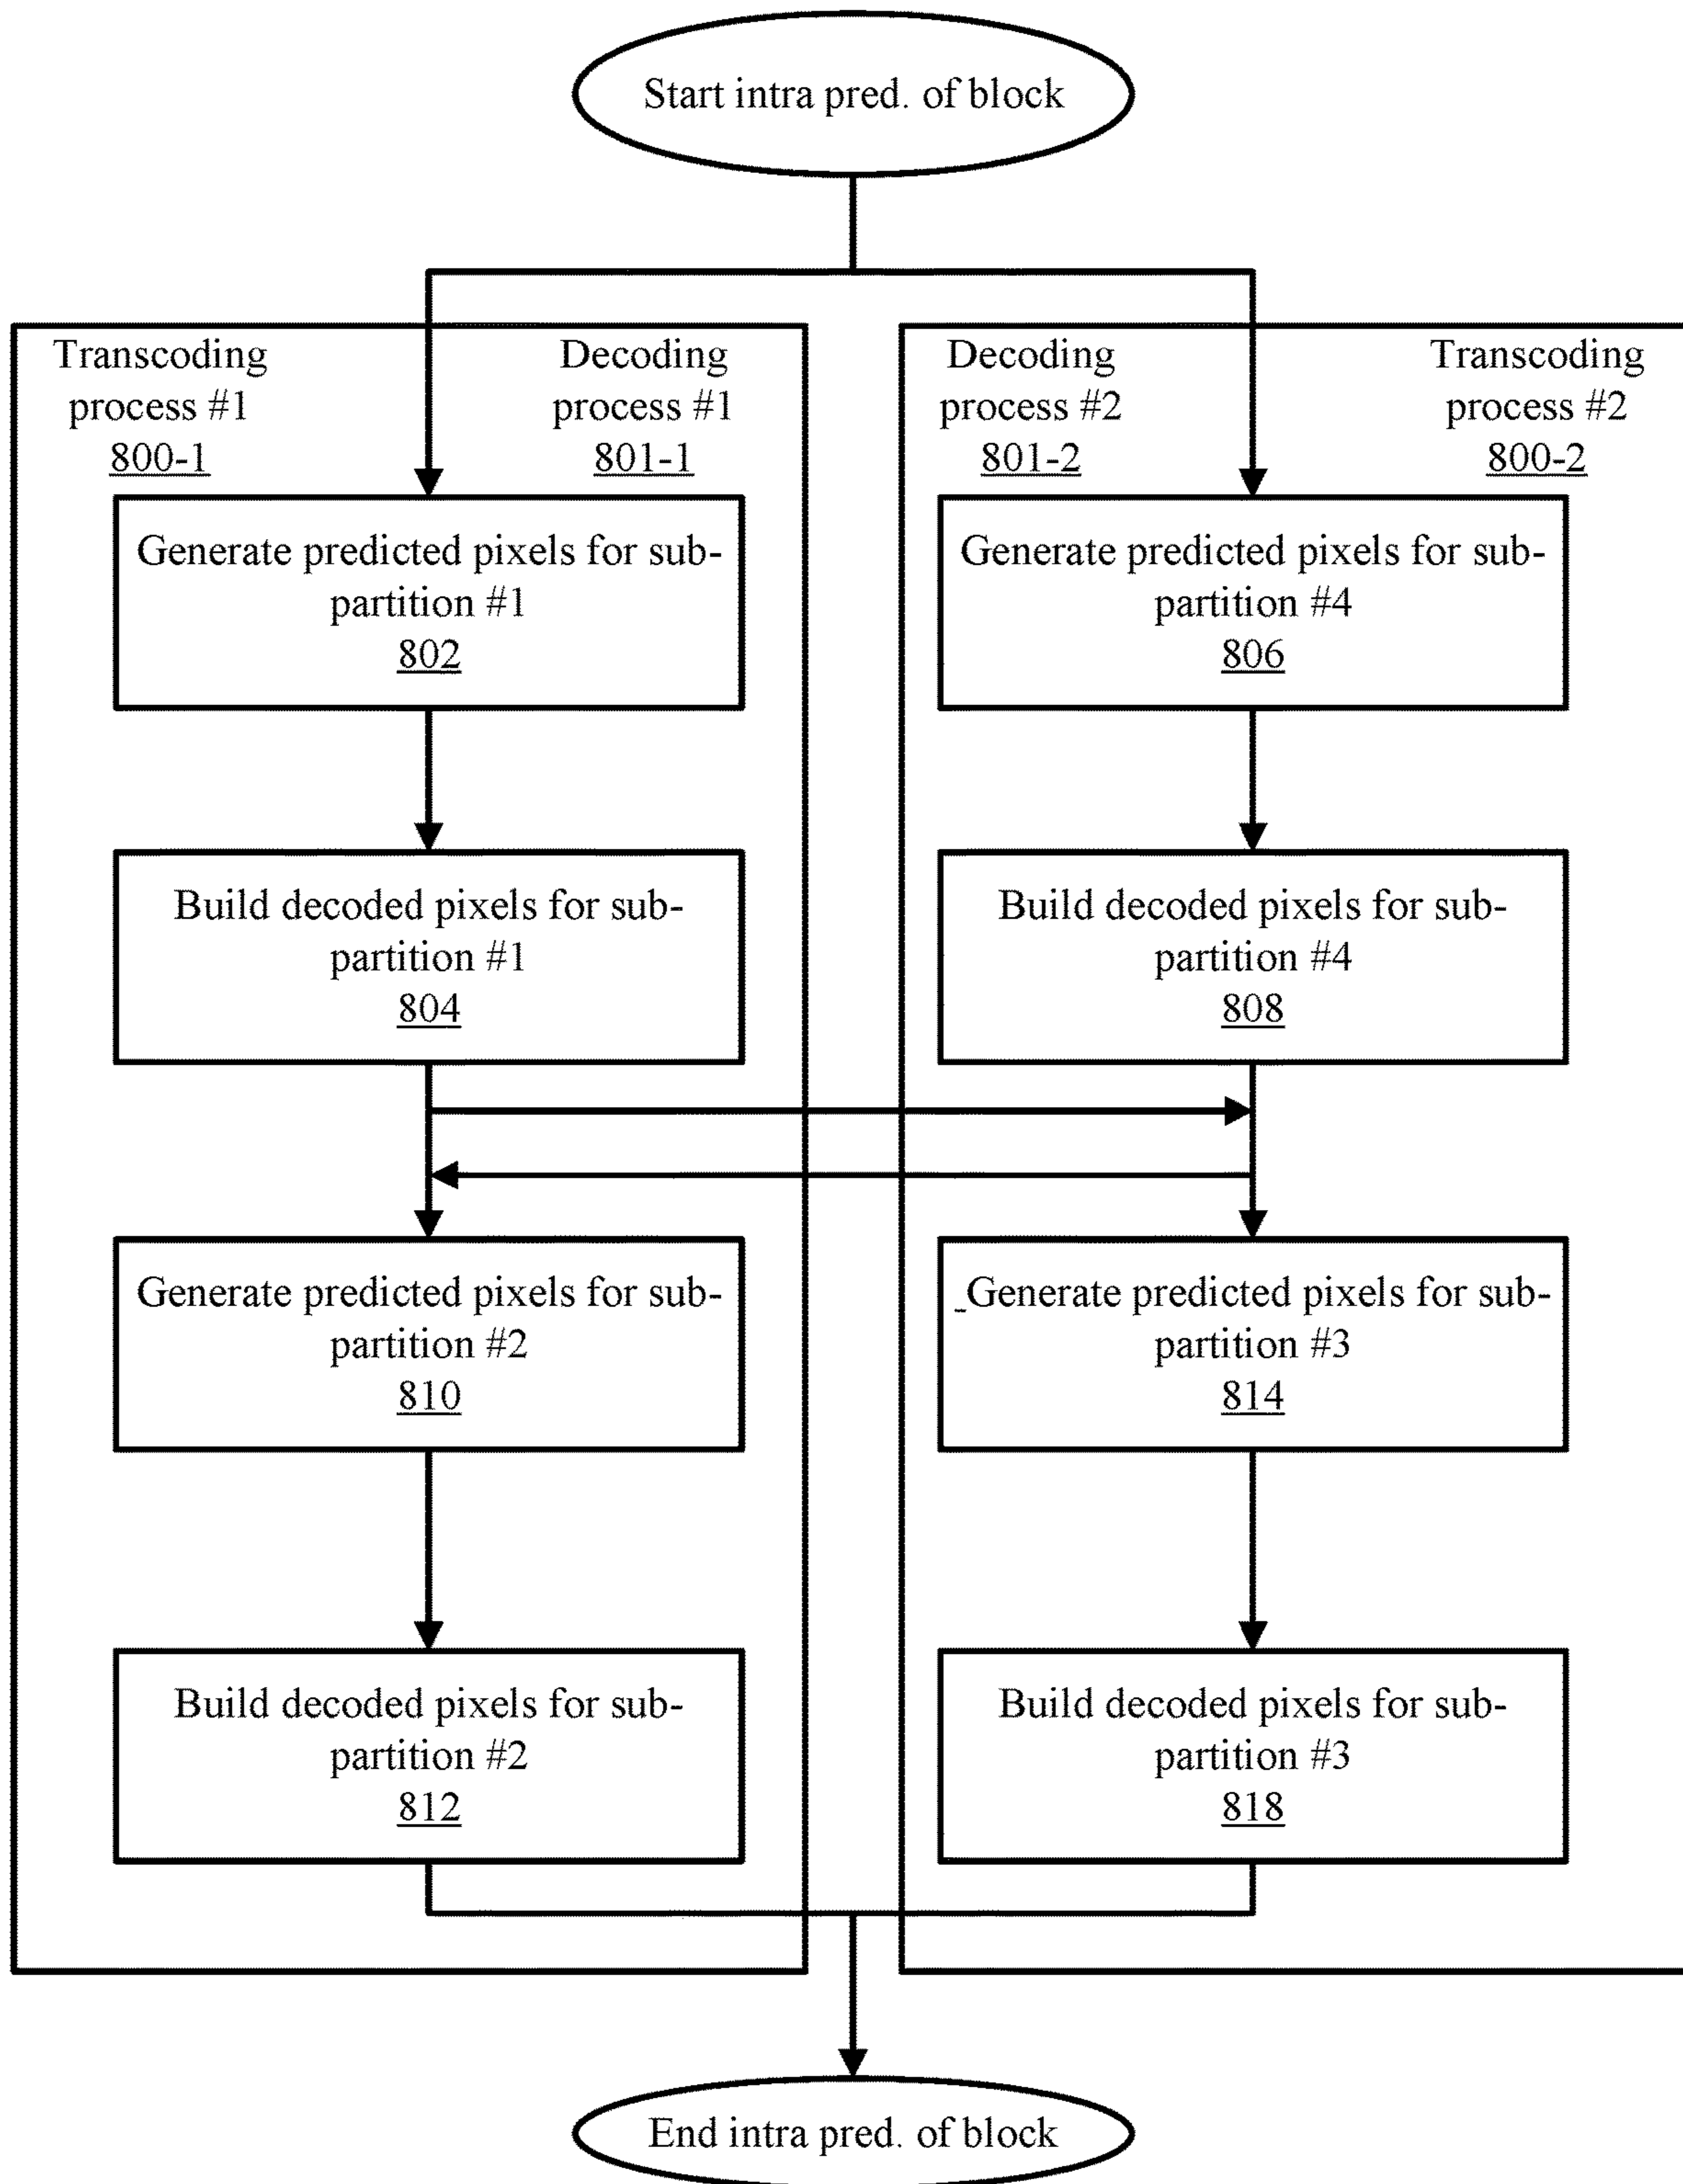 Start intra pred. of block
Transcoding
process #1
800-1
Decoding
process #1
801-1
Decoding
process #2
801-2
Transcoding
process #2
800-2
Generate predicted pixels for sub-
partition #1
802
Generate predicted pixels for sub-
partition #4
806
Build decoded pixels for sub-
partition #1
804
Build decoded pixels for sub-
partition #4
808
Generate predicted pixels for sub-
partition #2
810
Generate predicted pixels for sub-
partition #3
814
Build decoded pixels for sub-
partition #2
812
Build decoded pixels for sub-
partition #3
818
End intra pred. of block